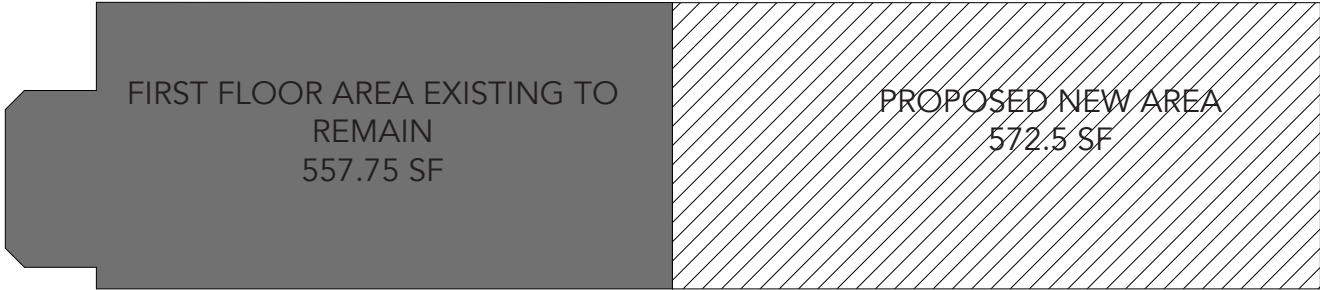 FIRST FLOOR AREA EXISTING TO
REMAIN
557.75 SF
PROPOSED NEW AREA
572.5 SF